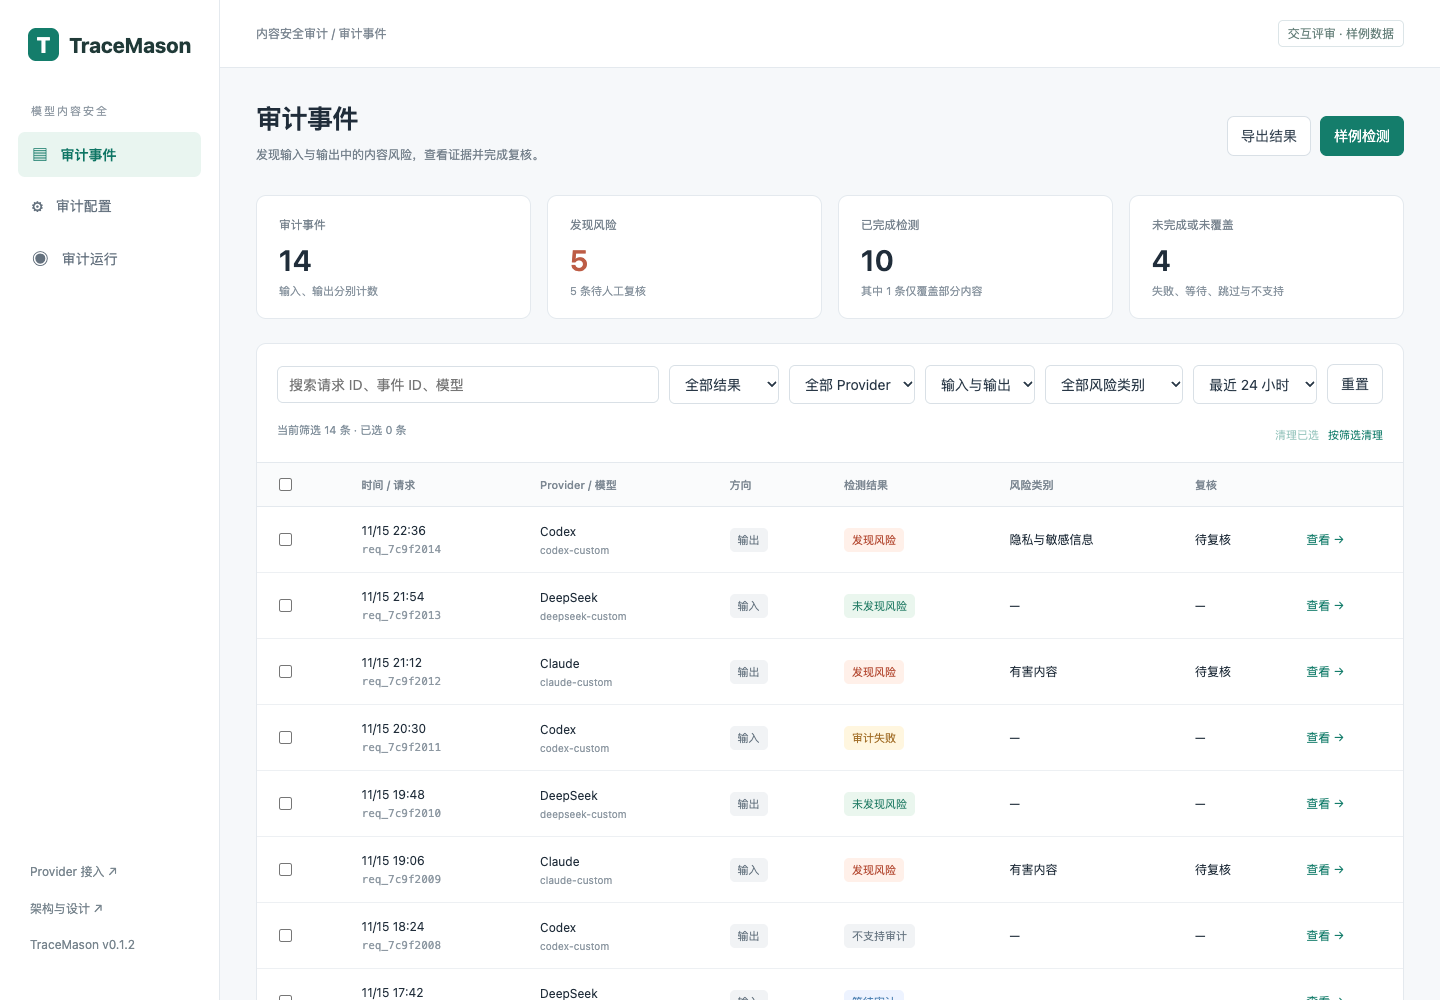 T TraceMason
模型内容安全
审计事件
审计配置
审计运行
Provider 接入 ↗
架构与设计 ↗
TraceMason v0.1.2
内容安全审计 / 审计事件
交互评审 · 样例数据
审计事件
发现输入与输出中的内容风险，查看证据并完成复核。
导出结果
样例检测
审计事件
14
输入、输出分别计数
发现风险
5
5 条待人工复核
已完成检测
10
其中 1 条仅覆盖部分内容
未完成或未覆盖
4
失败、等待、跳过与不支持
搜索请求 ID、事件 ID、模型
全部结果
全部 Provider
输入与输出
全部风险类别
最近 24 小时
重置
当前筛选 14 条 · 已选 0 条
清理已选 按筛选清理
时间 / 请求 Provider / 模型 方向 检测结果 风险类别 复核
11/15 22:36 Codex
req_7c9f2014 codex-custom
输出 发现风险 隐私与敏感信息 待复核 查看 →
11/15 21:54 DeepSeek
req_7c9f2013 deepseek-custom
输入 未发现风险 — — 查看 →
11/15 21:12 Claude
req_7c9f2012 claude-custom
输出 发现风险 有害内容 待复核 查看 →
11/15 20:30 Codex
req_7c9f2011 codex-custom
输入 审计失败 — — 查看 →
11/15 19:48 DeepSeek
req_7c9f2010 deepseek-custom
输出 未发现风险 — — 查看 →
11/15 19:06 Claude
req_7c9f2009 claude-custom
输入 发现风险 有害内容 待复核 查看 →
11/15 18:24 Codex
req_7c9f2008 codex-custom
输出 不支持审计 — — 查看 →
11/15 17:42 DeepSeek